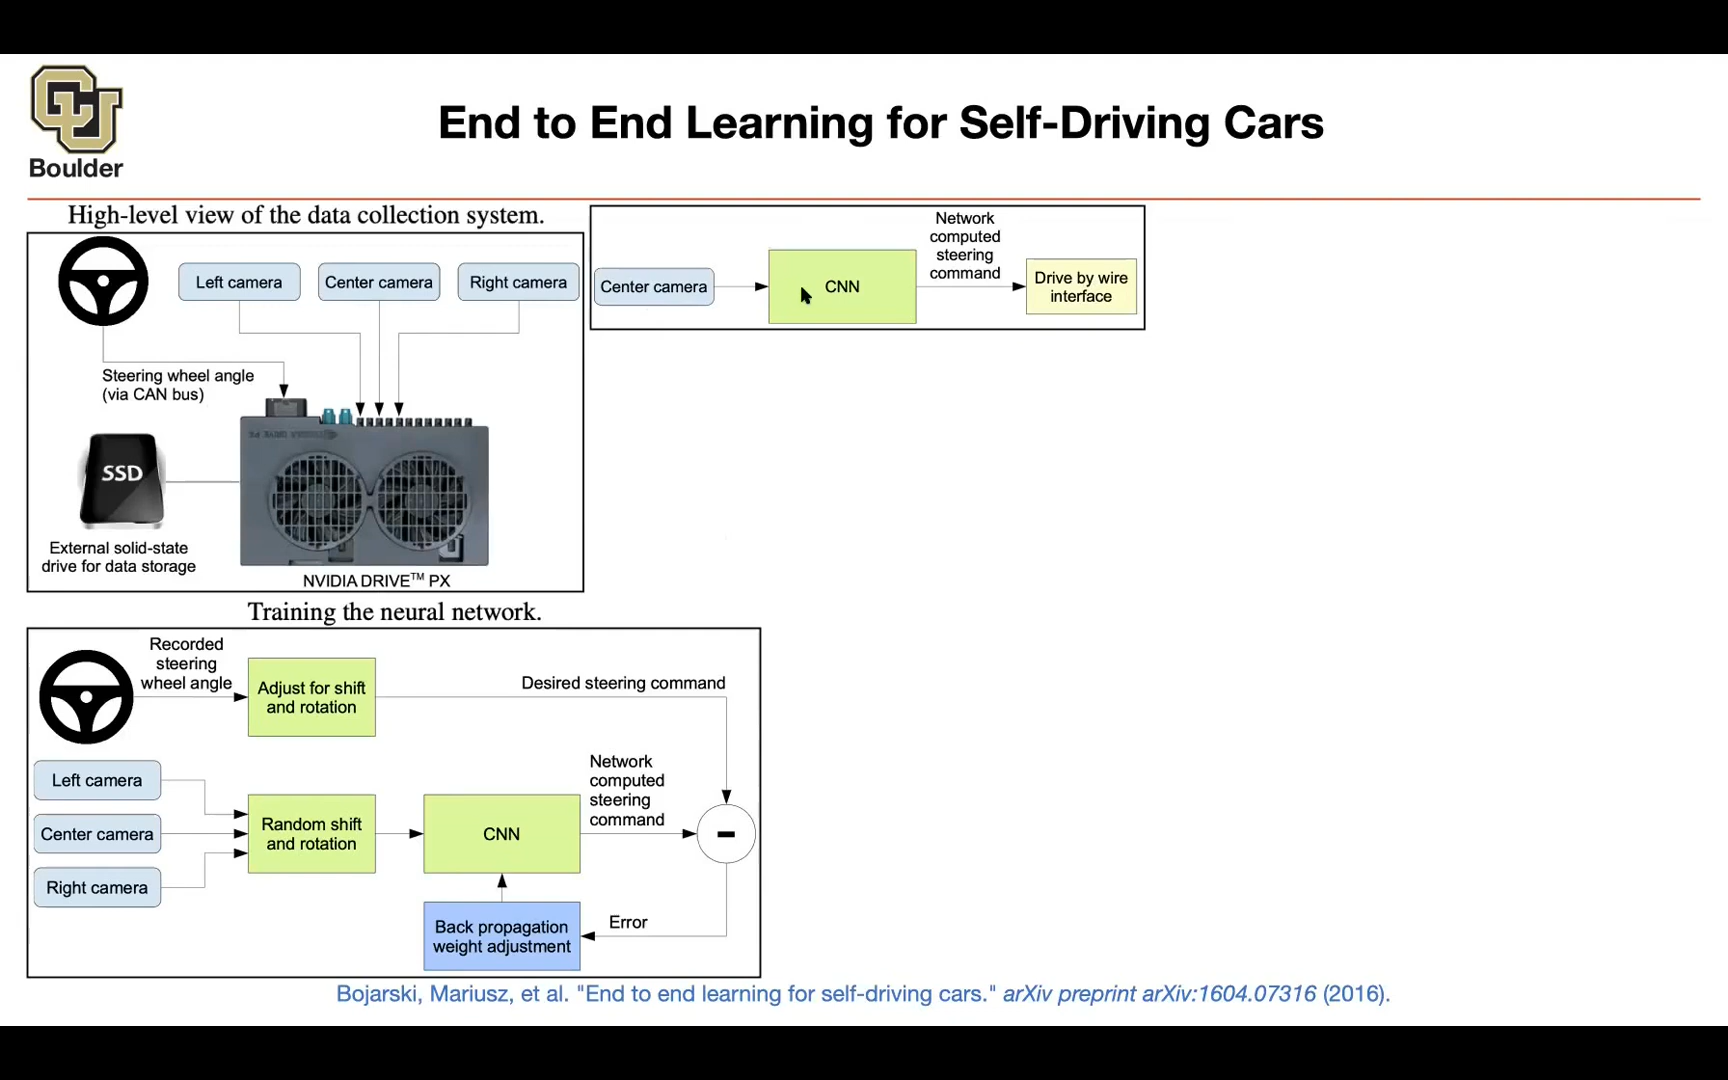 CU
Boulder
End to End Learning for Self-Driving Cars
High-level view of the data collection system.
Left camera
Center camera
Right camera
Steering wheel angle
(via CAN bus)
SSD
External solid-state
drive for data storage
NVIDIA DRIVE™ PX
Center camera
CNN
Network
computed
steering
command
Drive by wire
interface
Training the neural network.
Recorded
steering
wheel angle
Adjust for shift
and rotation
Desired steering command
Left camera
Center camera
Right camera
Random shift
and rotation
CNN
Network
computed
steering
command
-
Back propagation
weight adjustment
Error
Bojarski, Mariusz, et al. "End to end learning for self-driving cars." arXiv preprint arXiv:1604.07316 (2016).